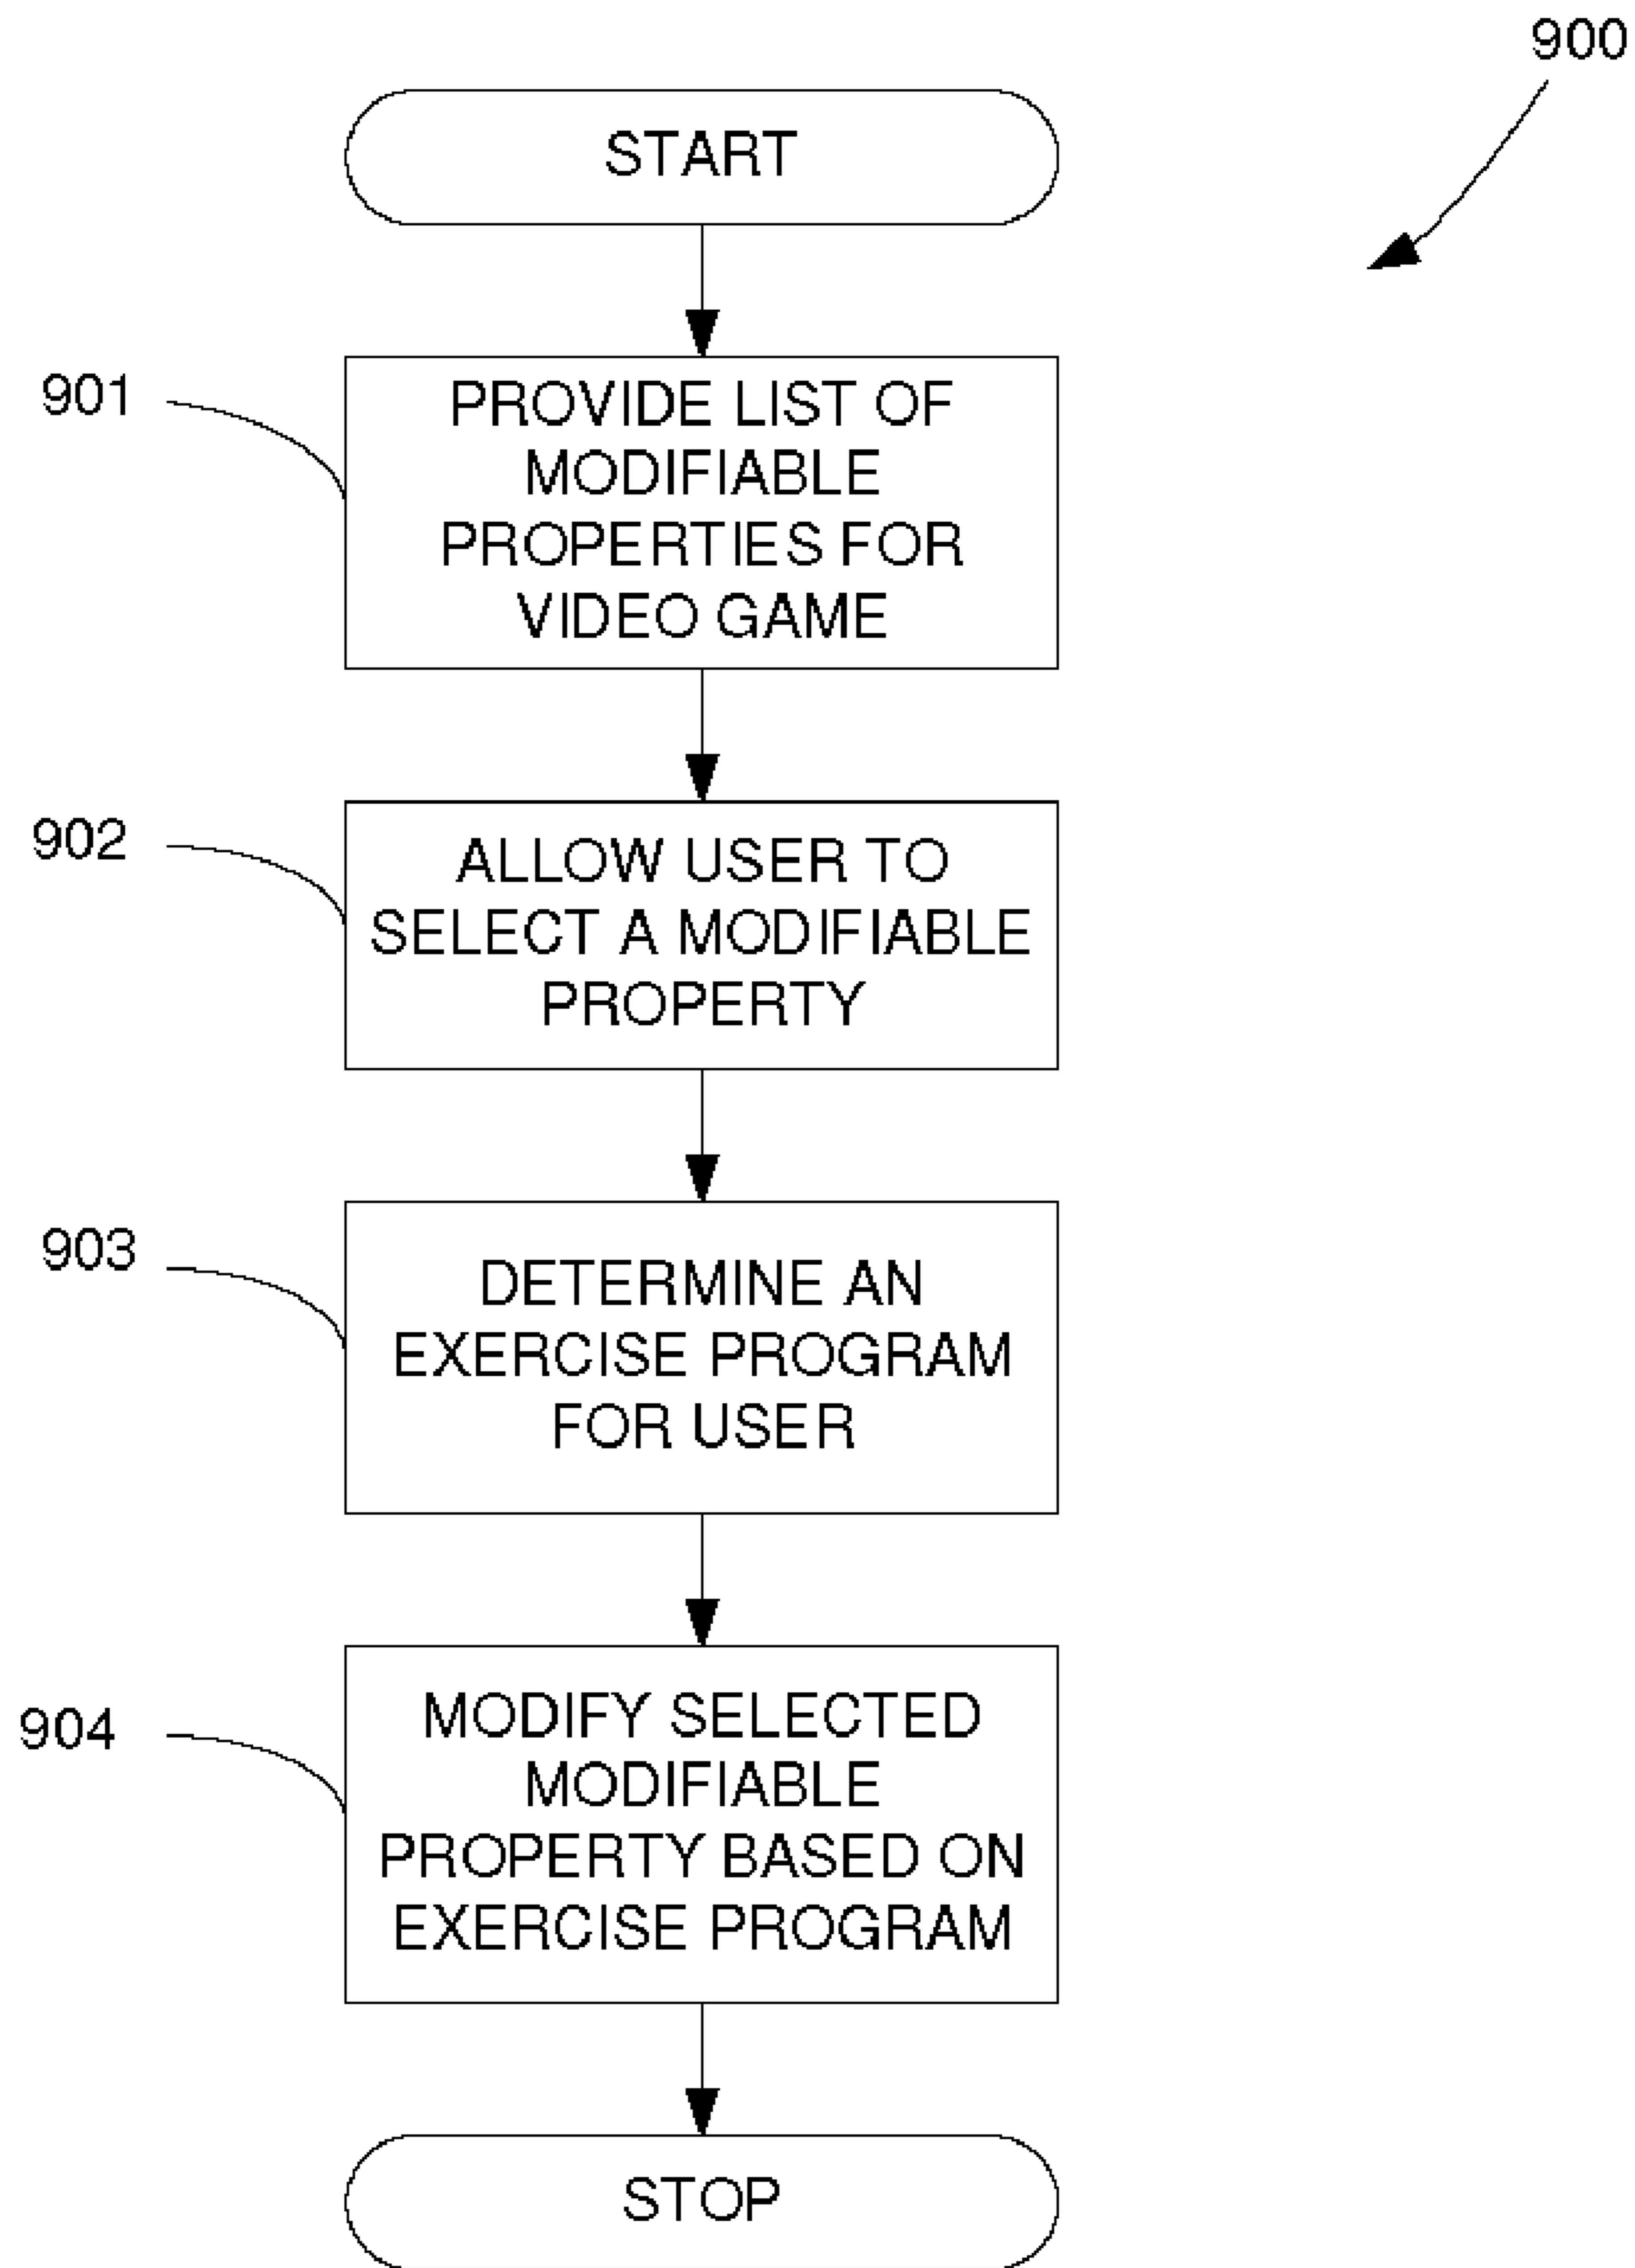 900
START
901
PROVIDE LIST OF
MODIFIABLE
PROPERTIES FOR
VIDEO GAME
902
ALLOW USER TO
SELECT A MODIFIABLE
PROPERTY
903
DETERMINE AN
EXERCISE PROGRAM
FOR USER
904
MODIFY SELECTED
MODIFIABLE
PROPERTY BASED ON
EXERCISE PROGRAM
STOP